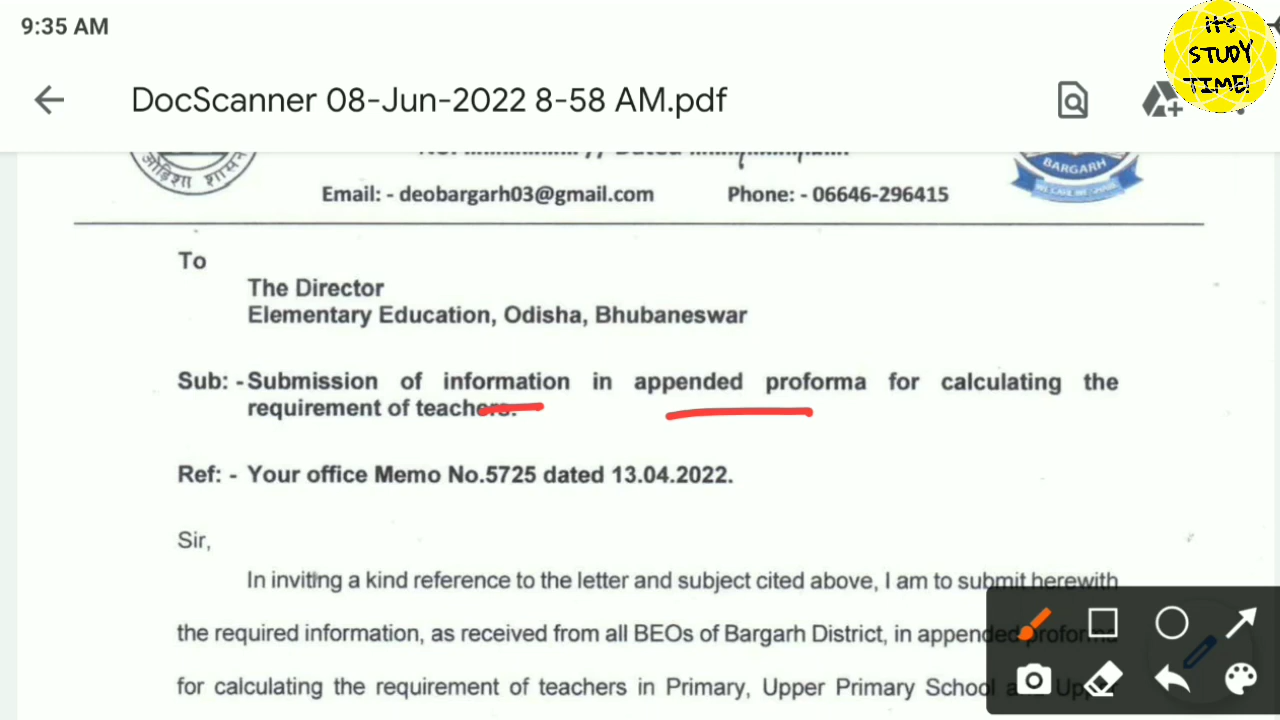 9:35 AM
IT'S
STUDY
TIME!
DocScanner 08-Jun-2022 8-58 AM.pdf
ओड़िशा शासन
BARGARH
Email: - deobargarh03@gmail.com Phone: - 06646-296415
To
The Director
Elementary Education, Odisha, Bhubaneswar
Sub: - Submission of information in appended proforma for calculating the
requirement of teachers.
Ref: - Your office Memo No.5725 dated 13.04.2022.
Sir,
In inviting a kind reference to the letter and subject cited above, I am to submit herewith
the required information, as received from all BEOs of Bargarh District, in appended proforma
for calculating the requirement of teachers in Primary, Upper Primary School